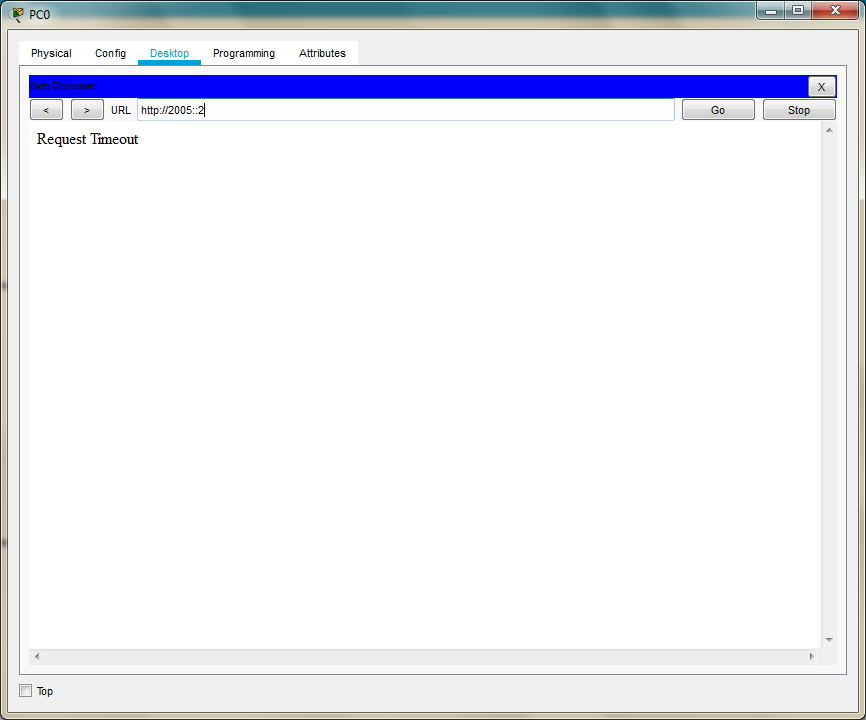 PC0
Physical Config Desktop Programming Attributes
Web Browser
X
< > URL http://2005::2 Go Stop
Request Timeout
Top